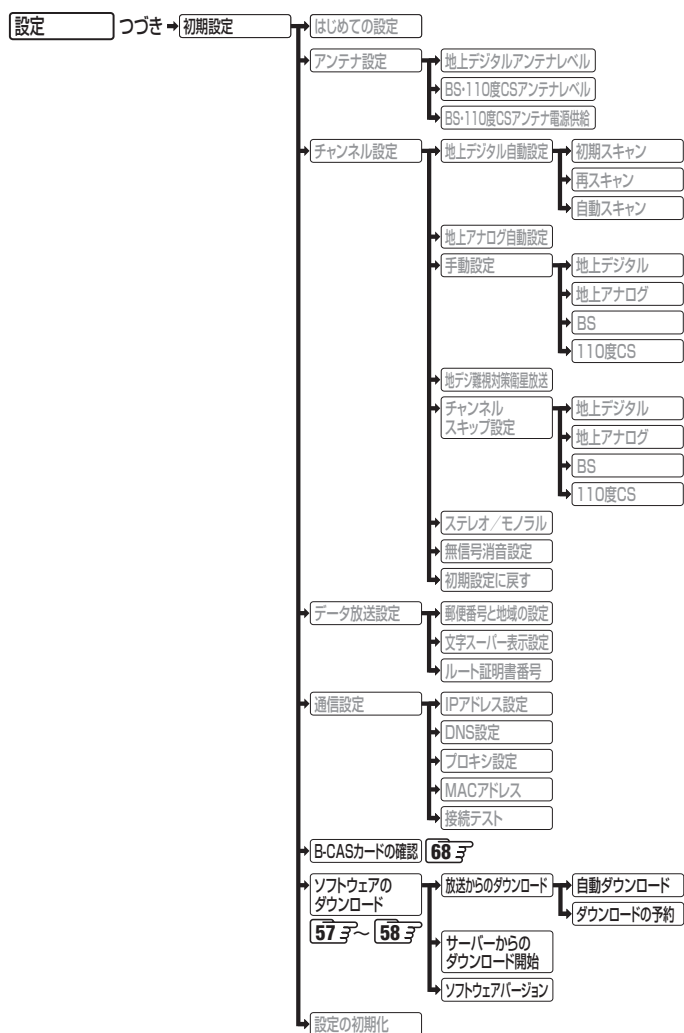 設定 つづき 初期設定 はじめての設定
アンテナ設定 地上デジタルアンテナレベル
BS・110度CSアンテナレベル
BS・110度CSアンテナ電源供給
チャンネル設定 地上デジタル自動設定 初期スキャン
再スキャン
自動スキャン
地上アナログ自動設定
手動設定 地上デジタル
地上アナログ
BS
110度CS
地デジ難視対策衛星放送
チャンネル
スキップ設定
地上デジタル
地上アナログ
BS
110度CS
ステレオ／モノラル
無信号消音設定
初期設定に戻す
データ放送設定 郵便番号と地域の設定
文字スーパー表示設定
ルート証明書番号
通信設定 IPアドレス設定
DNS設定
プロキシ設定
MACアドレス
接続テスト
B-CASカードの確認 68
ソフトウェアの
ダウンロード
57 ～ 58
放送からのダウンロード 自動ダウンロード
ダウンロードの予約
サーバーからの
ダウンロード開始
ソフトウェアバージョン
設定の初期化